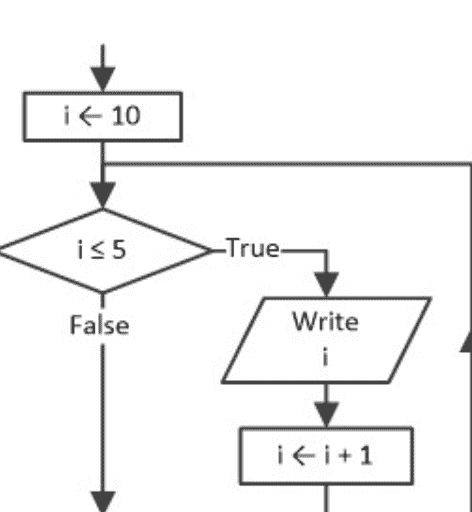 i ← 10
i ≤ 5
True
False
Write
i
i ← i + 1